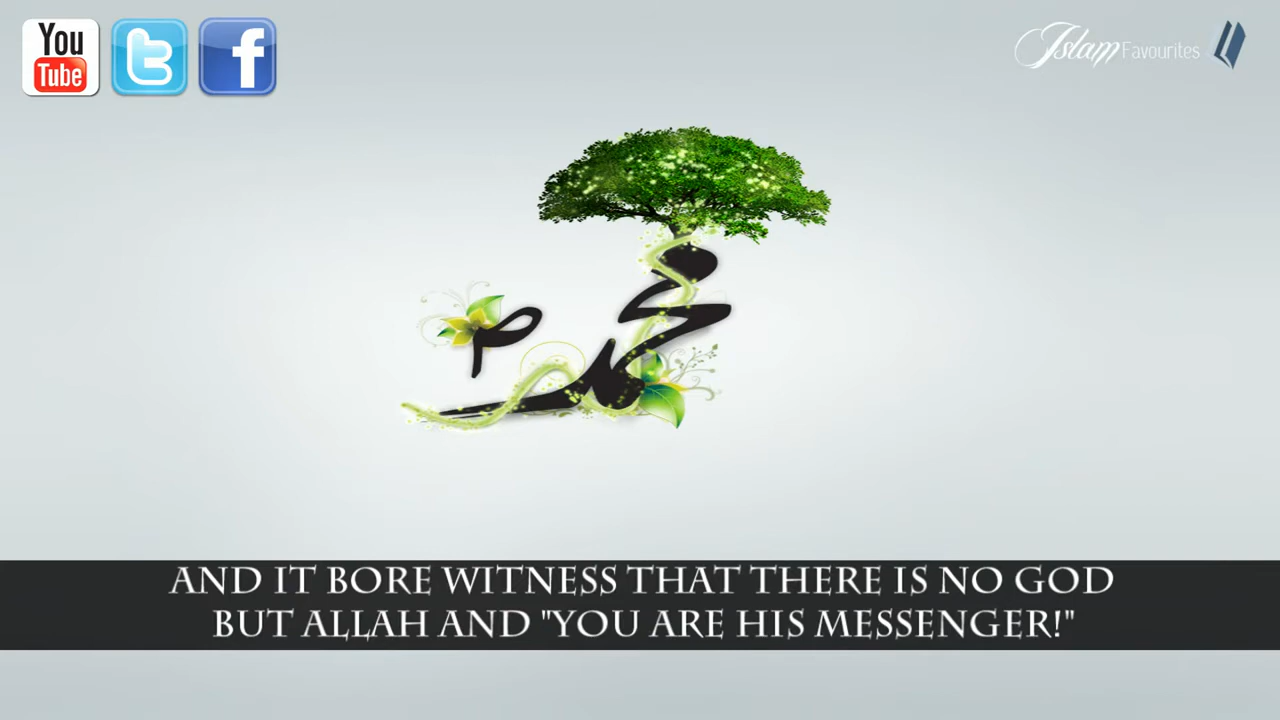 You
Tube
Islam Favourites
محمد
AND IT BORE WITNESS THAT THERE IS NO GOD
BUT ALLAH AND "YOU ARE HIS MESSENGER!"